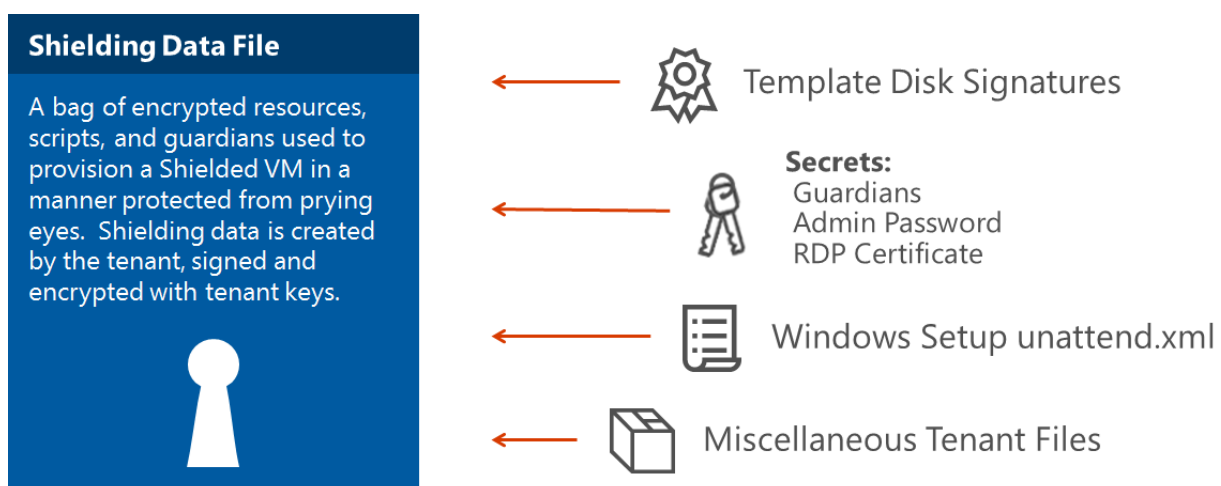 Shielding Data File
A bag of encrypted resources,
scripts, and guardians used to
provision a Shielded VM in a
manner protected from prying
eyes.  Shielding data is created
by the tenant, signed and
encrypted with tenant keys.
Template Disk Signatures
Secrets:
Guardians
Admin Password
RDP Certificate
Windows Setup unattend.xml
Miscellaneous Tenant Files